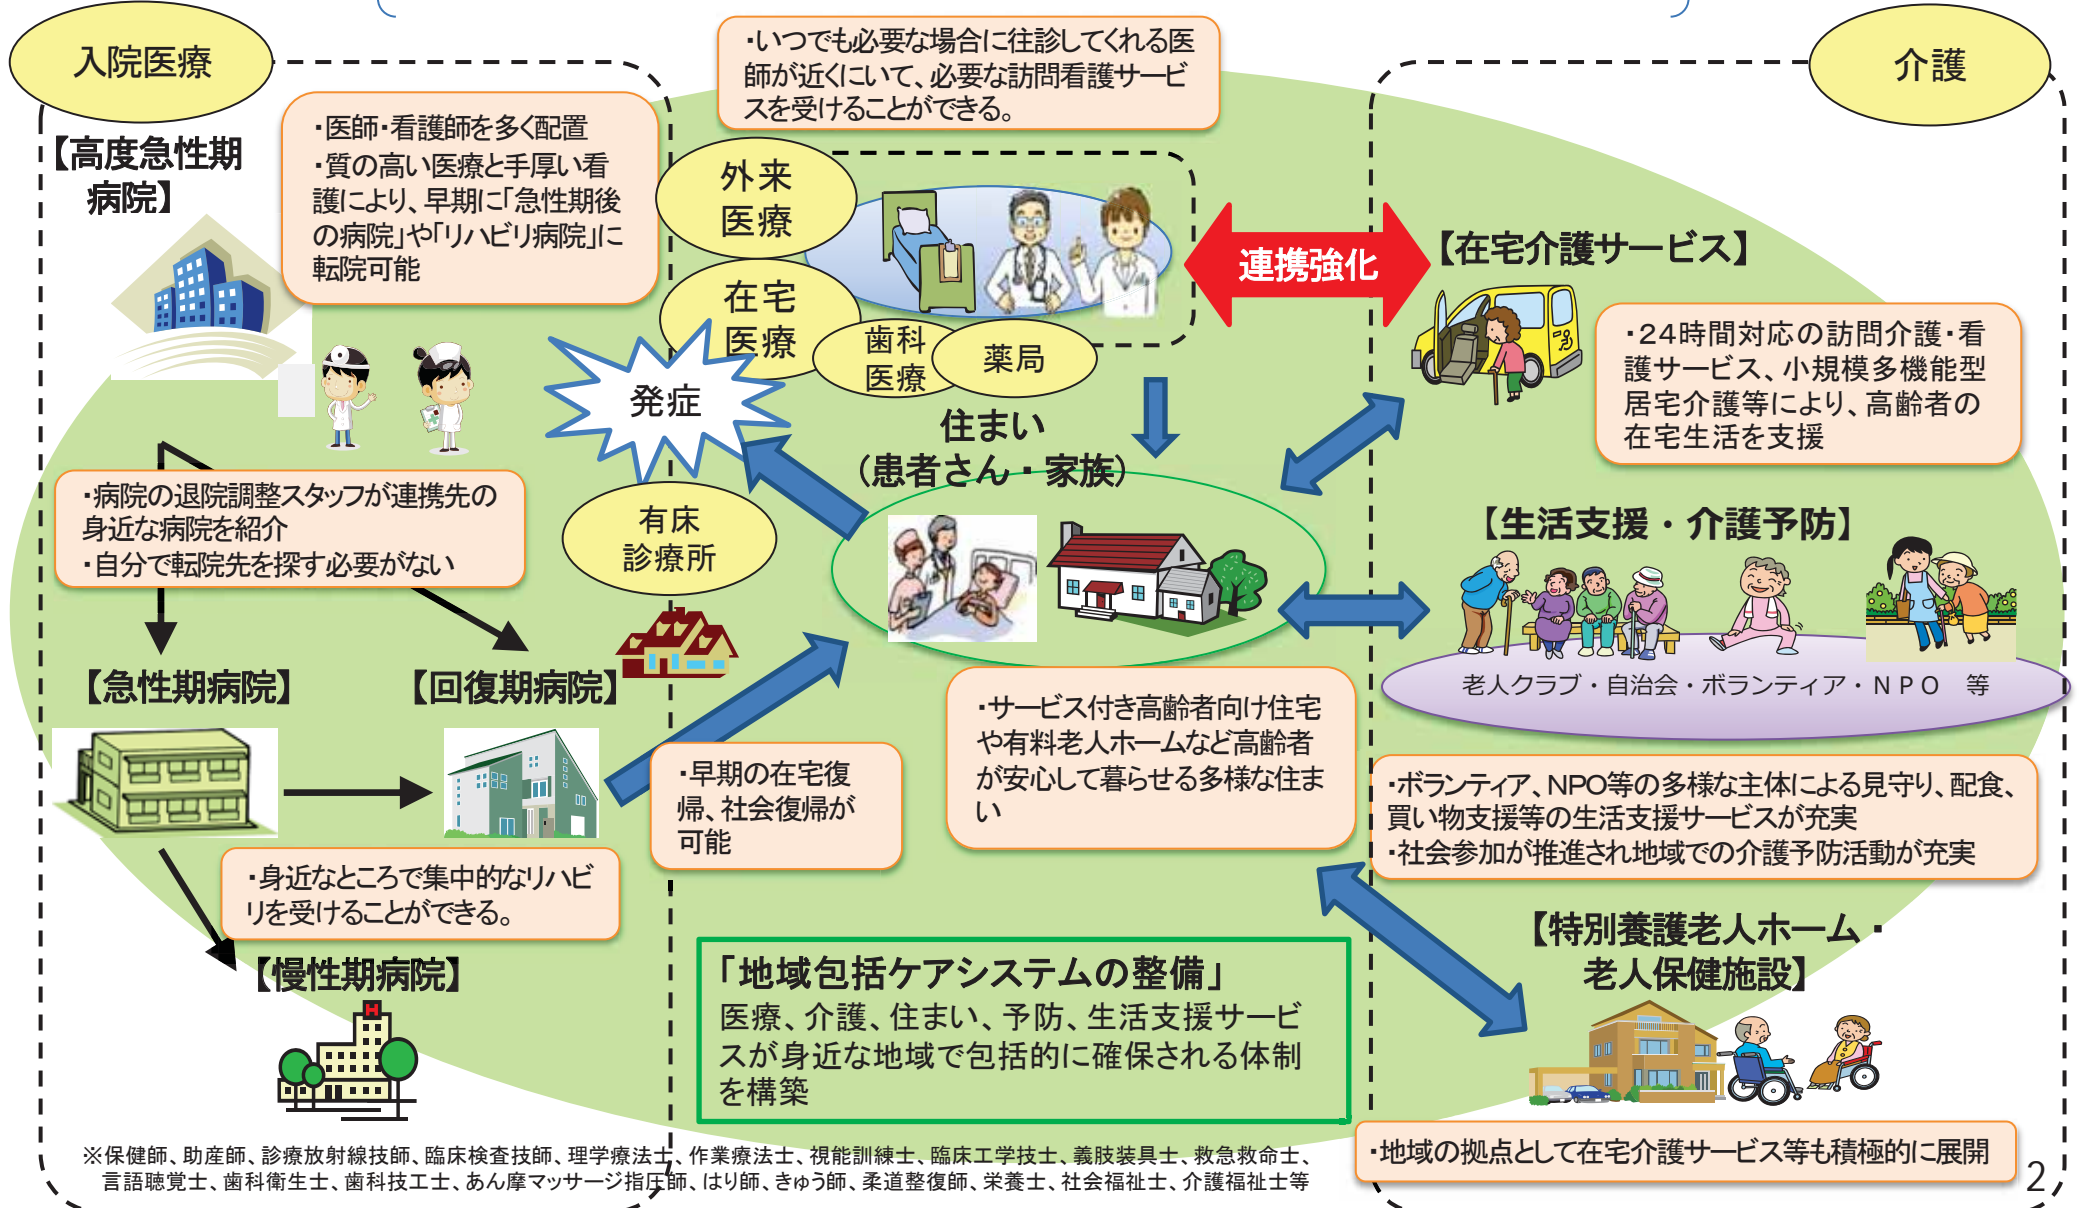 入院医療
【高度急性期
病院】
・医師・看護師を多く配置
・質の高い医療と手厚い看
護により、早期に「急性期後
の病院」や「リハビリ病院」に
転院可能
・病院の退院調整スタッフが連携先の
身近な病院を紹介
・自分で転院先を探す必要がない
【急性期病院】
【回復期病院】
・身近なところで集中的なリハビ
リを受けることができる。
【慢性期病院】
・いつでも必要な場合に往診してくれる医
師が近くにいて、必要な訪問看護サービ
スを受けることができる。
外来
医療
在宅
医療
歯科
医療
薬局
発症
有床
診療所
住まい
(患者さん・家族)
・早期の在宅復
帰、社会復帰が
可能
・サービス付き高齢者向け住宅
や有料老人ホームなど高齢者
が安心して暮らせる多様な住ま
い
「地域包括ケアシステムの整備」
医療、介護、住まい、予防、生活支援サービ
スが身近な地域で包括的に確保される体制
を構築
連携強化
介護
【在宅介護サービス】
・24時間対応の訪問介護・看
護サービス、小規模多機能型
居宅介護等により、高齢者の
在宅生活を支援
【生活支援・介護予防】
老人クラブ・自治会・ボランティア・NPO 等
・ボランティア、NPO等の多様な主体による見守り、配食、
買い物支援等の生活支援サービスが充実
・社会参加が推進され地域での介護予防活動が充実
【特別養護老人ホーム・
老人保健施設】
H
・地域の拠点として在宅介護サービス等も積極的に展開
※保健師、助産師、診療放射線技師、臨床検査技師、理学療法士、作業療法士、視能訓練士、臨床工学技士、義肢装具士、救急救命士、
言語聴覚士、歯科衛生士、歯科技工士、あん摩マッサージ指圧師、はり師、きゅう師、柔道整復師、栄養士、社会福祉士、介護福祉士等
2